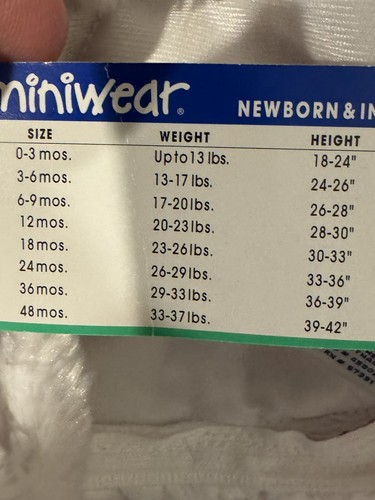 miniwear®
NEWBORN & IN
SIZE WEIGHT HEIGHT
0-3 mos. Up to 13 lbs. 18-24"
3-6 mos. 13-17 lbs. 24-26"
6-9 mos. 17-20 lbs. 26-28"
12 mos. 20-23 lbs. 28-30"
18 mos. 23-26 lbs. 30-33"
24 mos. 26-29 lbs. 33-36"
36 mos. 29-33 lbs. 36-39"
48 mos. 33-37 lbs. 39-42"